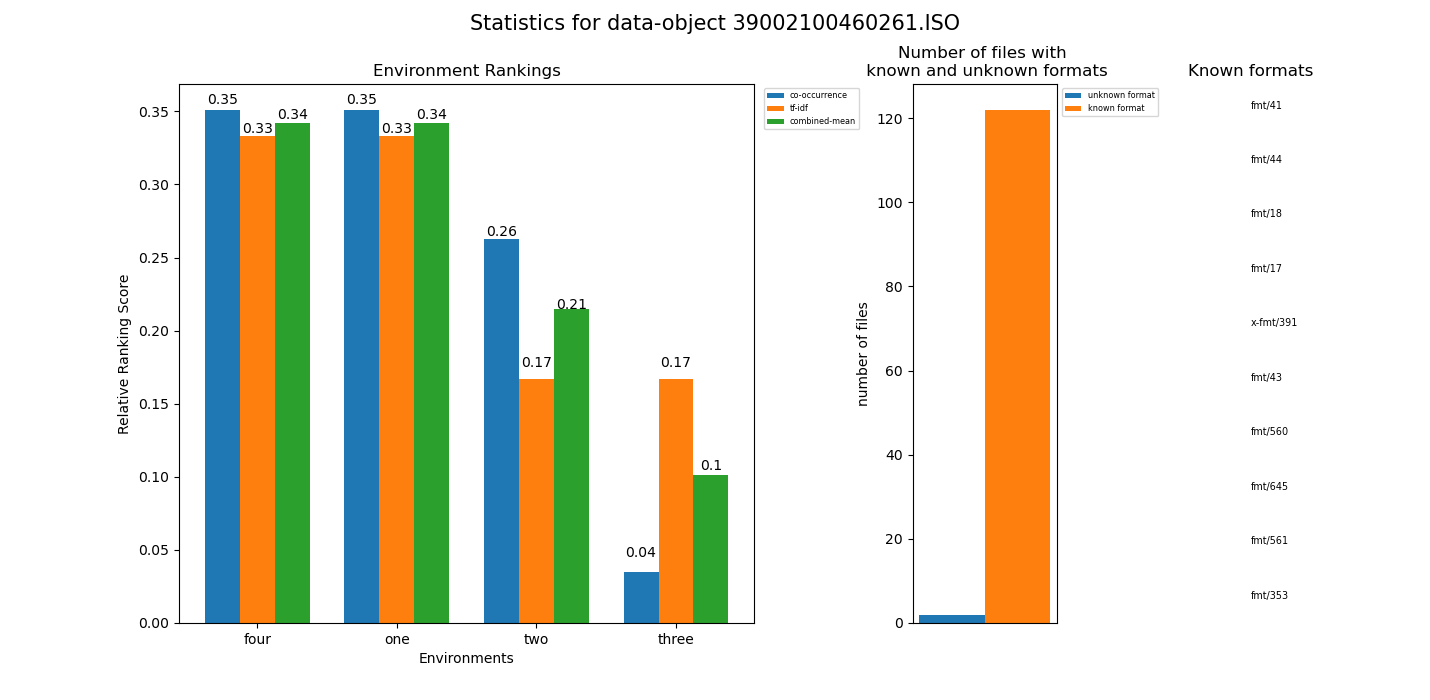 Statistics for data-object 39002100460261.ISO
Environment Rankings
Relative Ranking Score
0.35
0.30
0.25
0.20
0.15
0.10
0.05
0.00
0.35
0.33
0.34
0.35
0.33
0.34
0.26
0.17
0.21
0.04
0.17
0.1
four
one
two
three
Environments
co-occurrence
tf-idf
combined-mean
Number of files with
known and unknown formats
number of files
120
100
80
60
40
20
0
unknown format
known format
Known formats
fmt/41
fmt/44
fmt/18
fmt/17
x-fmt/391
fmt/43
fmt/560
fmt/645
fmt/561
fmt/353